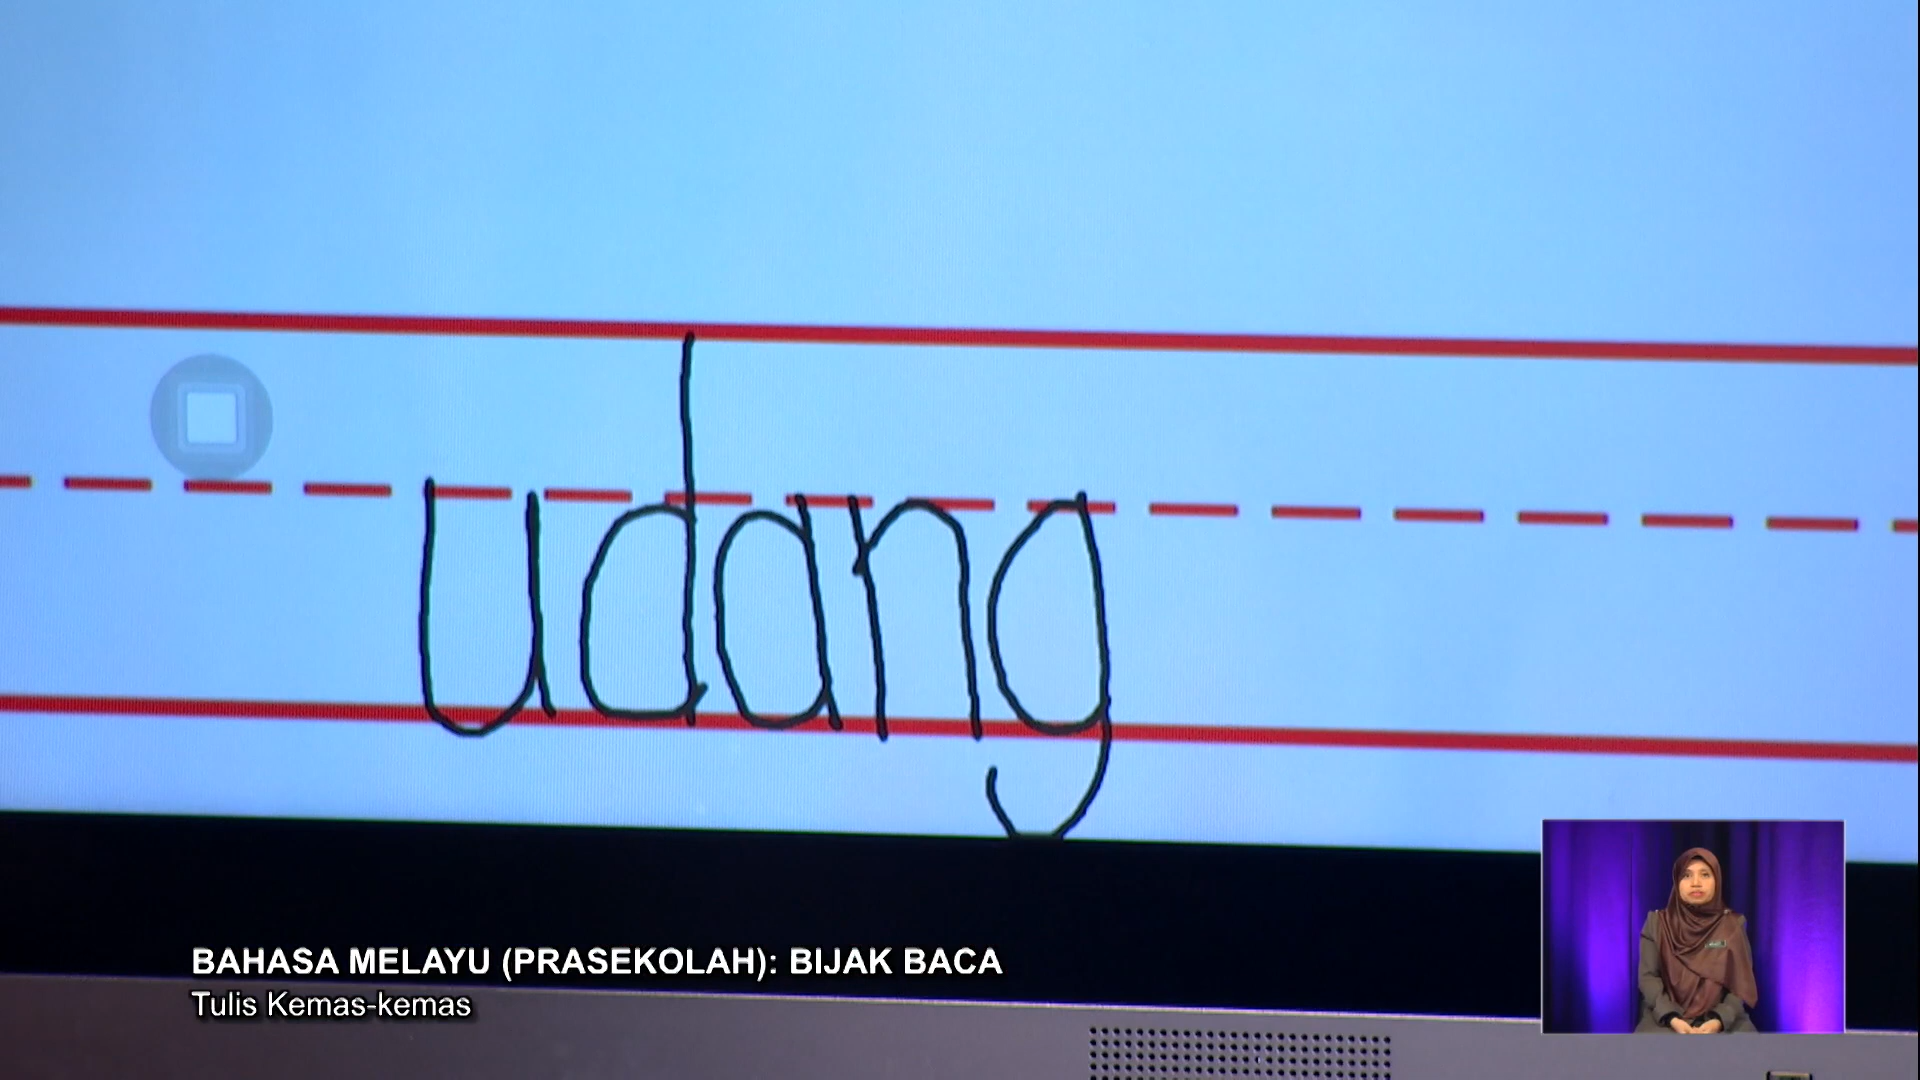 udang
BAHASA MELAYU (PRASEKOLAH): BIJAK BACA
Tulis Kemas-kemas